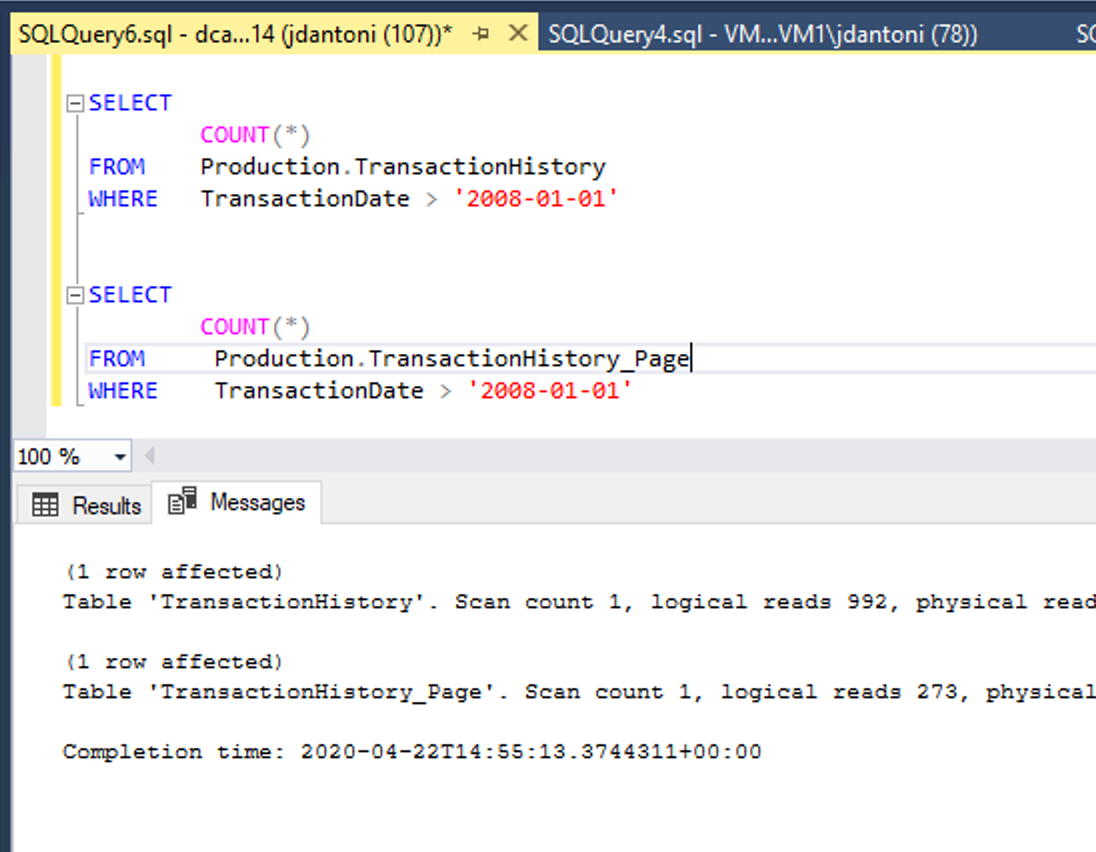 SQLQuery6.sql - dca...14 (jdantoni (107))* SQLQuery4.sql - VM...VM1\jdantoni (78))
SELECT
COUNT(*)
FROM Production.TransactionHistory
WHERE TransactionDate > '2008-01-01'
SELECT
COUNT(*)
FROM Production.TransactionHistory_Page
WHERE TransactionDate > '2008-01-01'
100 %
Results Messages
(1 row affected)
Table 'TransactionHistory'. Scan count 1, logical reads 992, physical read
(1 row affected)
Table 'TransactionHistory_Page'. Scan count 1, logical reads 273, physical
Completion time: 2020-04-22T14:55:13.3744311+00:00